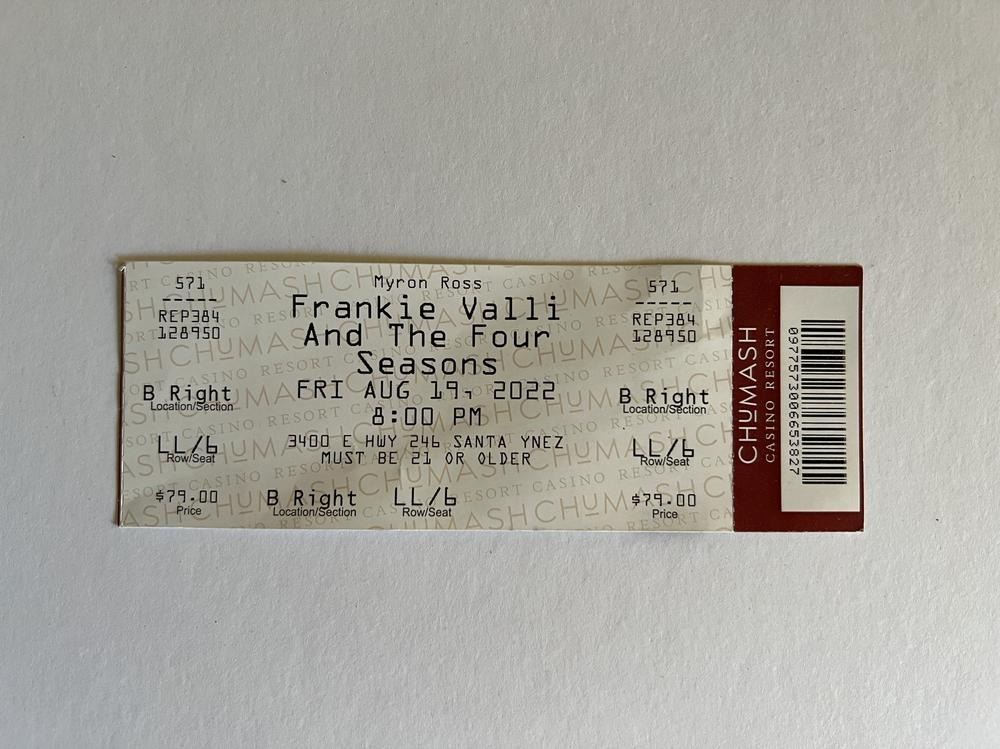 571
-----
REP384
128950
B Right
Location/Section
LL/6
Row/Seat
$79.00
Price
Myron Ross
Frankie Valli
And The Four
Seasons
FRI AUG 19, 2022
8:00 PM
3400 E HWY 246 SANTA YNEZ
MUST BE 21 OR OLDER
B Right
Location/Section
LL/6
Row/Seat
571
-----
REP384
128950
B Right
Location/Section
LL/6
Row/Seat
$79.00
Price
CHUMASH
CASINO RESORT
0977573006653827